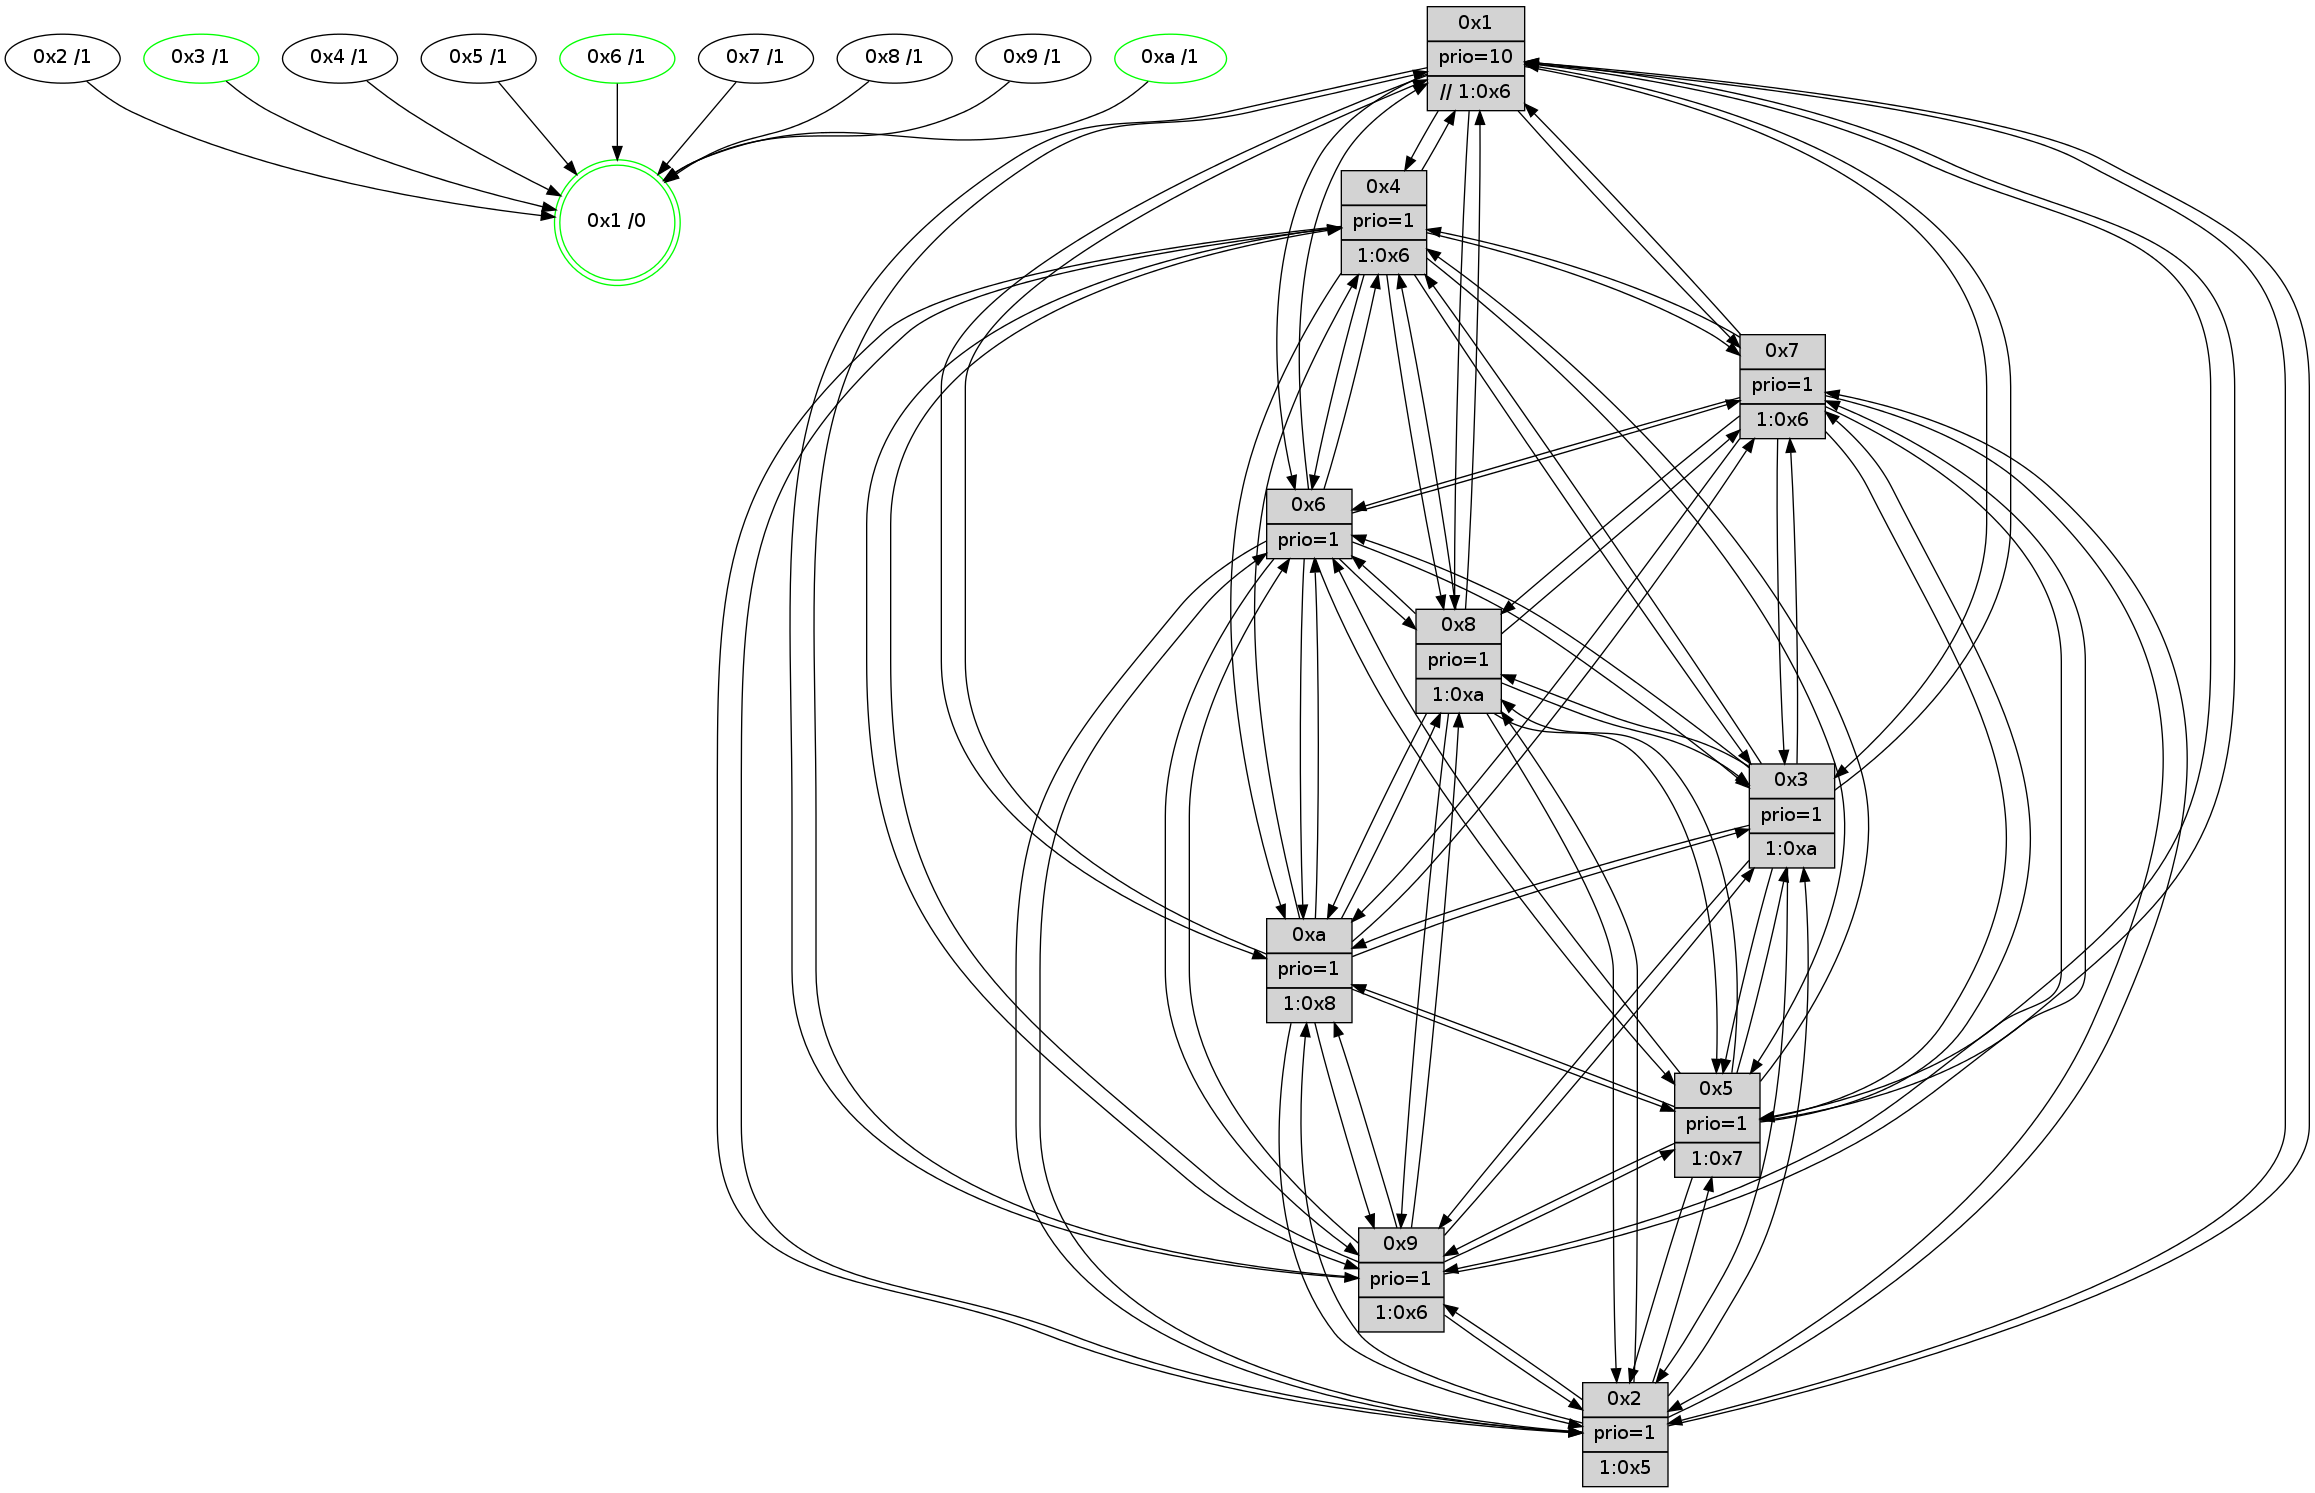 0x2 /1
0x3 /1
0x4 /1
0x5 /1
0x6 /1
0x7 /1
0x8 /1
0x9 /1
0xa /1
0x1 /0
0x1
prio=10
// 1:0x6
0x4
prio=1
1:0x6
0x7
prio=1
1:0x6
0x6
prio=1
0x8
prio=1
1:0xa
0x3
prio=1
1:0xa
0xa
prio=1
1:0x8
0x5
prio=1
1:0x7
0x9
prio=1
1:0x6
0x2
prio=1
1:0x5